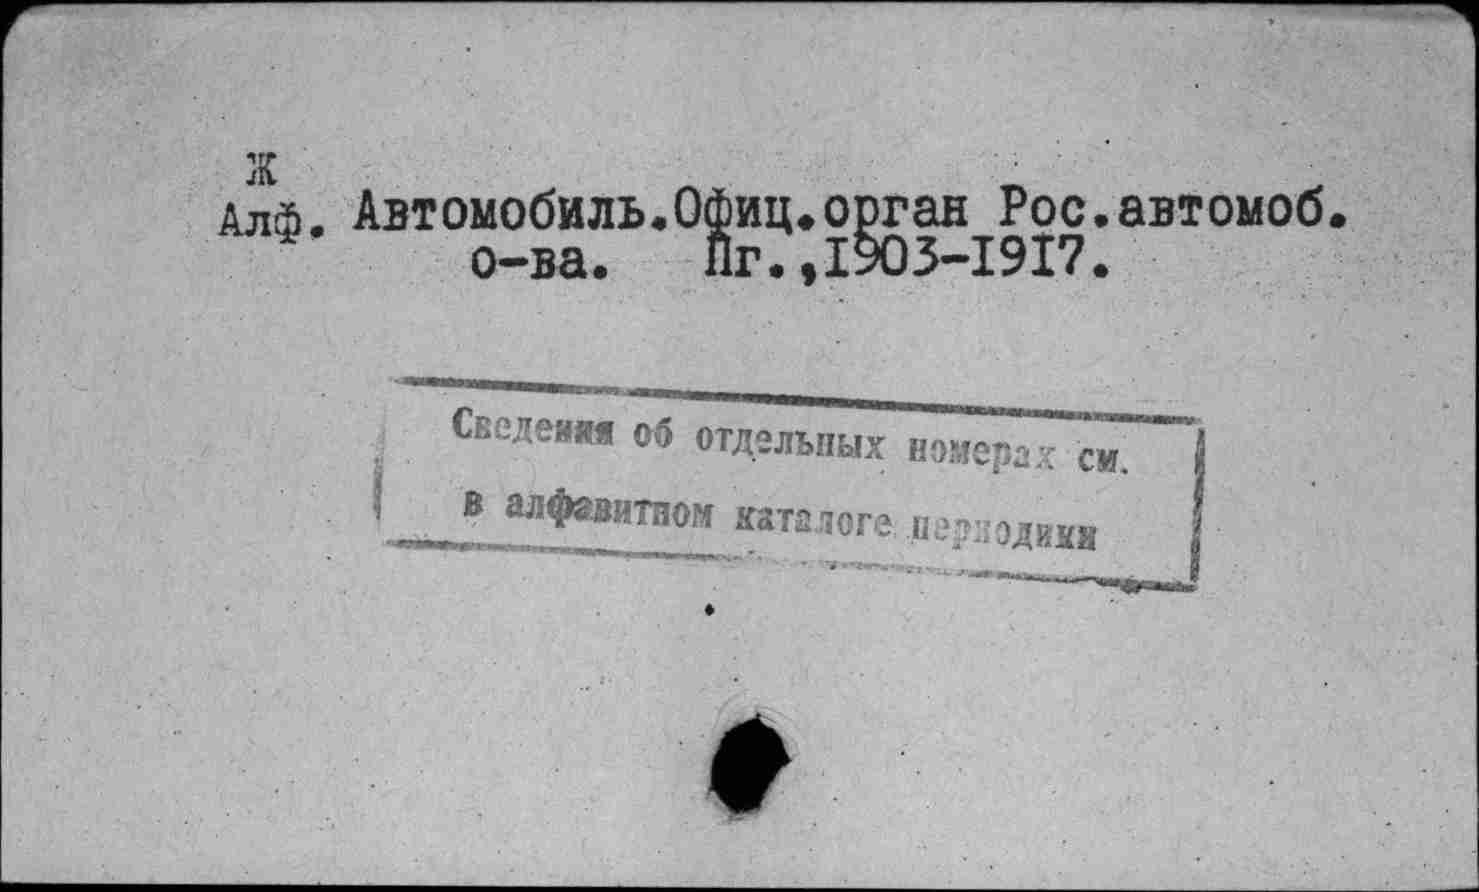 Ж
Алф. Автомобиль.Офиц.орган Рос.автомоб.
о-ва. Пг.,1903-1917.
Сведения об отдельных номерах см.
в алфавитном каталоге периодики